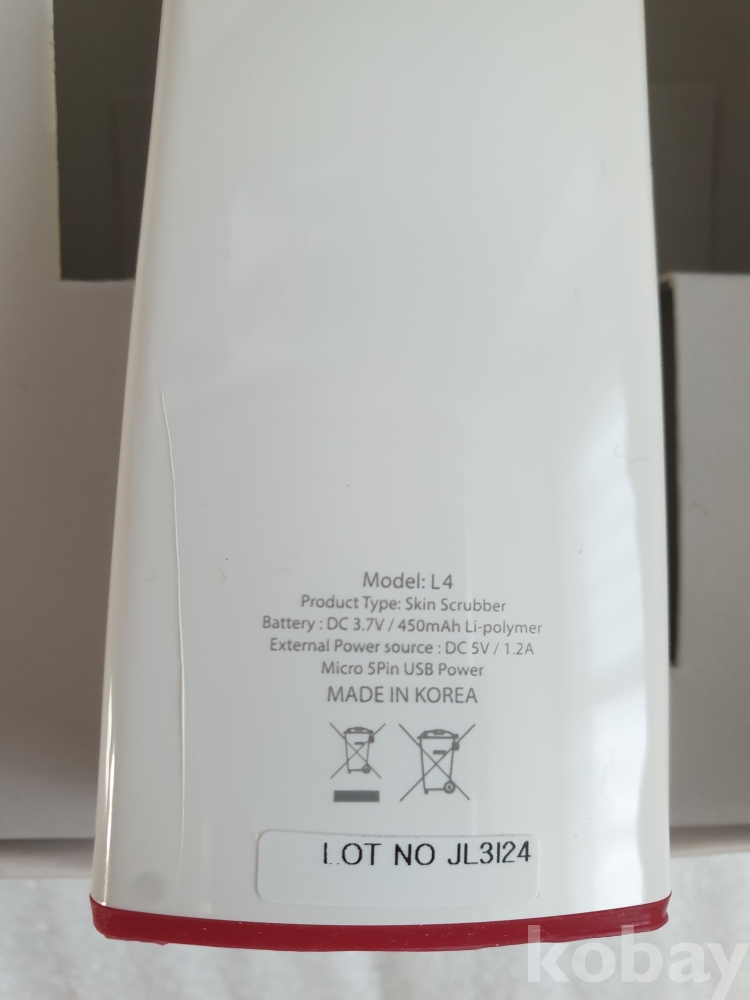 Model: L4
Product Type: Skin Scrubber
Battery : DC 3.7V / 450mAh Li-polymer
External Power source : DC 5V / 1.2A
Micro 5Pin USB Power
MADE IN KOREA
LOT NO JL3124
kobay